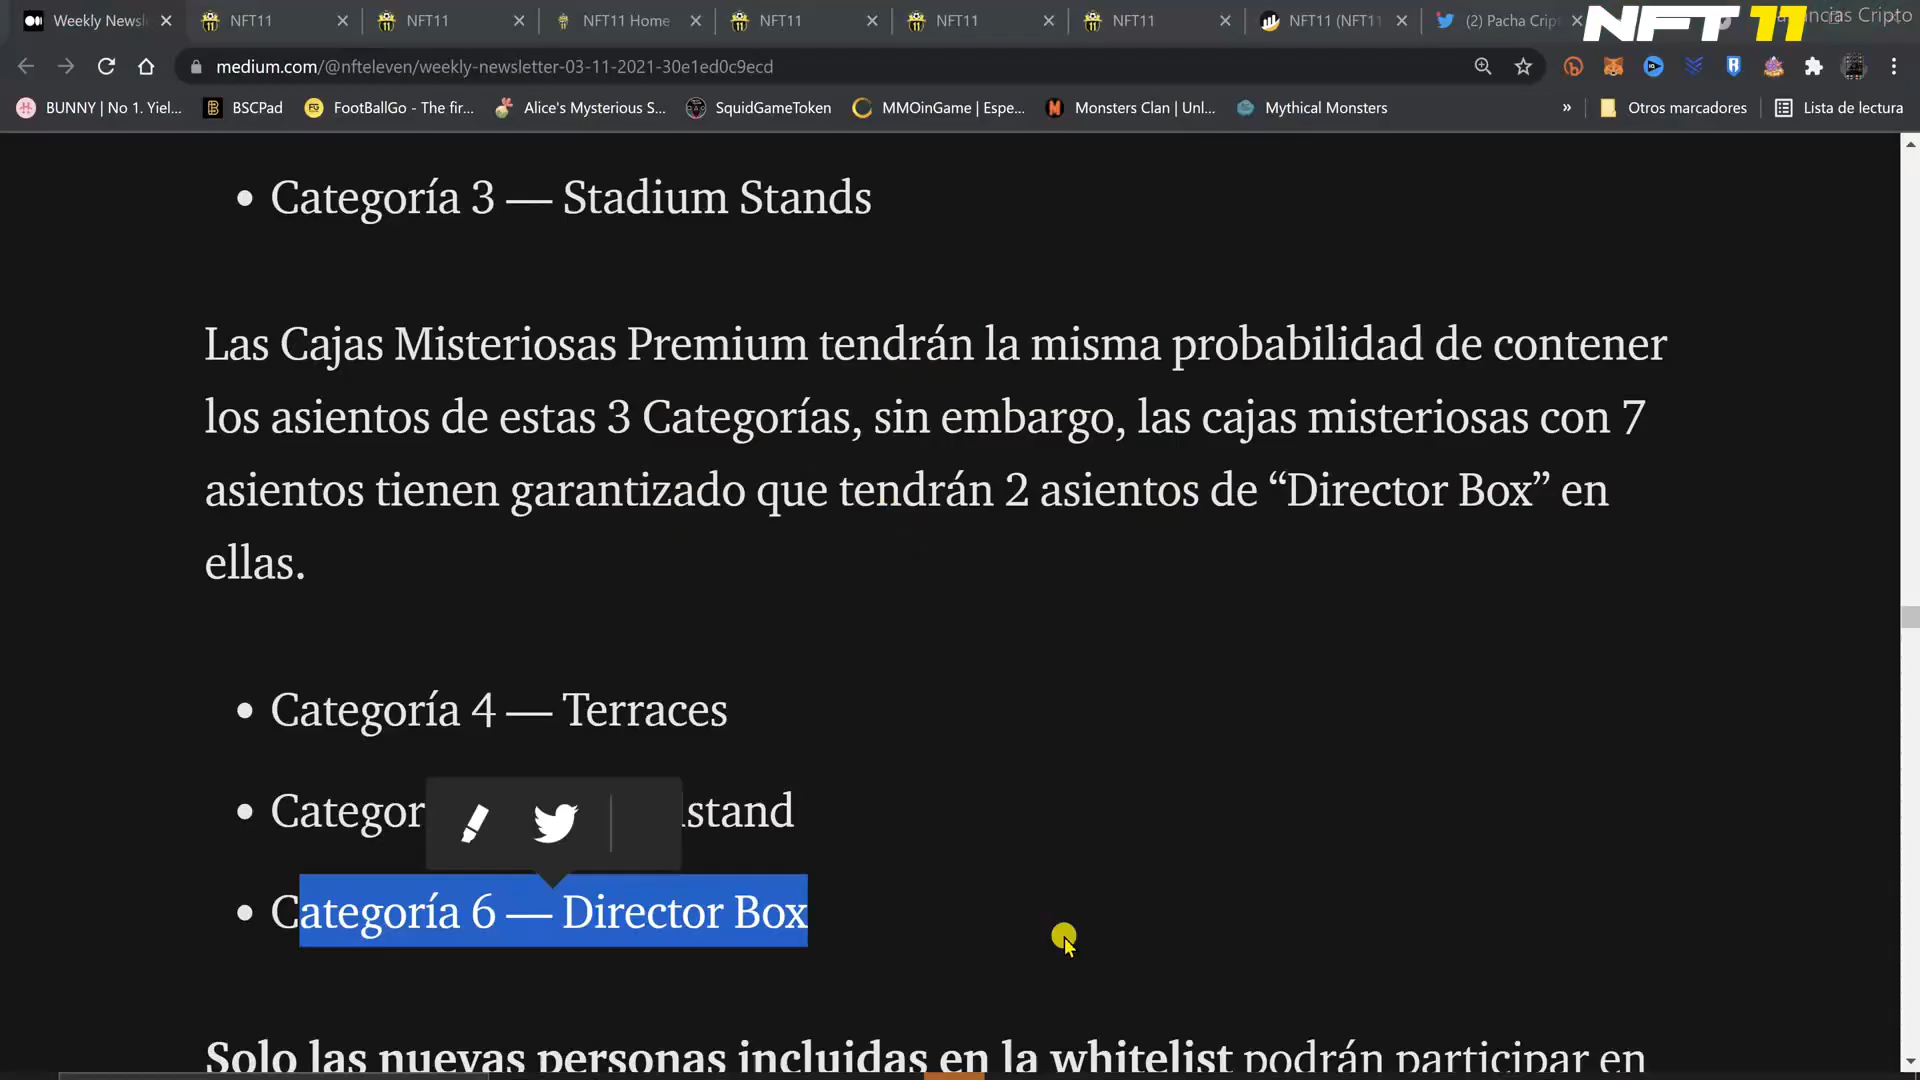 Weekly Newsl
NFT11
NFT11
NFT11 Home
NFT11
NFT11
NFT11
NFT11 (NFT11
(2) Pacha Crip
NFT 11
ncias Cripto
medium.com/@nfteleven/weekly-newsletter-03-11-2021-30e1ed0c9ecd
BUNNY | No 1. Yiel...
BSCPad
FootBallGo - The fir...
Alice's Mysterious S...
SquidGameToken
MMOinGame | Espe...
Monsters Clan | Unl...
Mythical Monsters
»
Otros marcadores
Lista de lectura
• Categoría 3 — Stadium Stands
Las Cajas Misteriosas Premium tendrán la misma probabilidad de contener
los asientos de estas 3 Categorías, sin embargo, las cajas misteriosas con 7
asientos tienen garantizado que tendrán 2 asientos de “Director Box” en
ellas.
• Categoría 4 — Terraces
• Categor stand
• Categoría 6 — Director Box
Solo las nuevas personas incluidas en la whitelist podrán participar en